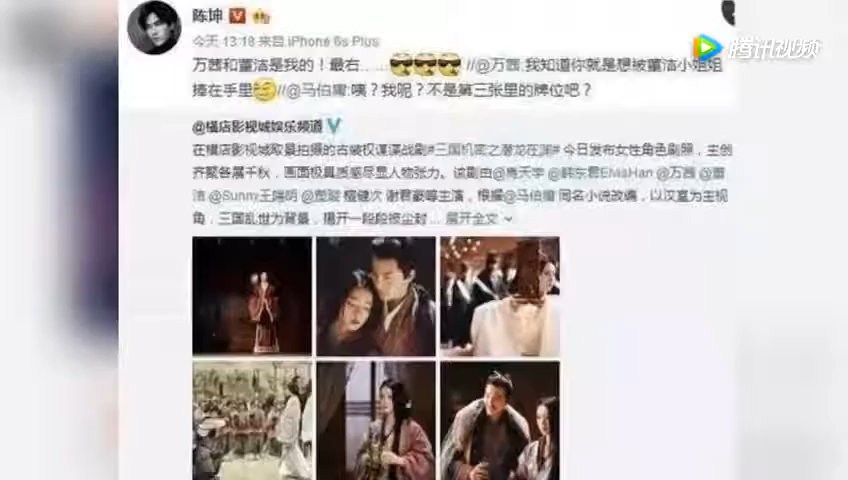 陈坤
腾讯视频
今天 13:18 来自 iPhone 6s Plus
万茜和董洁是我的！最右…… //@万茜:我知道你就是想被董洁小姐姐
捧在手里 //@马伯庸:咦？我呢？不是第三张里的牌位吧？
@横店影视城娱乐频道
在横店影视城取景拍摄的古装权谋谍战剧#三国机密之潜龙在渊# 今日发布女性角色剧照，主创
齐聚各展千秋，画面极具质感尽显人物张力。该剧由@马天宇 @韩东君ElvisHan @万茜 @董
洁 @Sunny王端明 @董璇 檀健次 谢君豪等主演，根据@马伯庸 同名小说改编，以汉室为主视
角，三国乱世为背景，揭开一段段被尘封 ... 展开全文